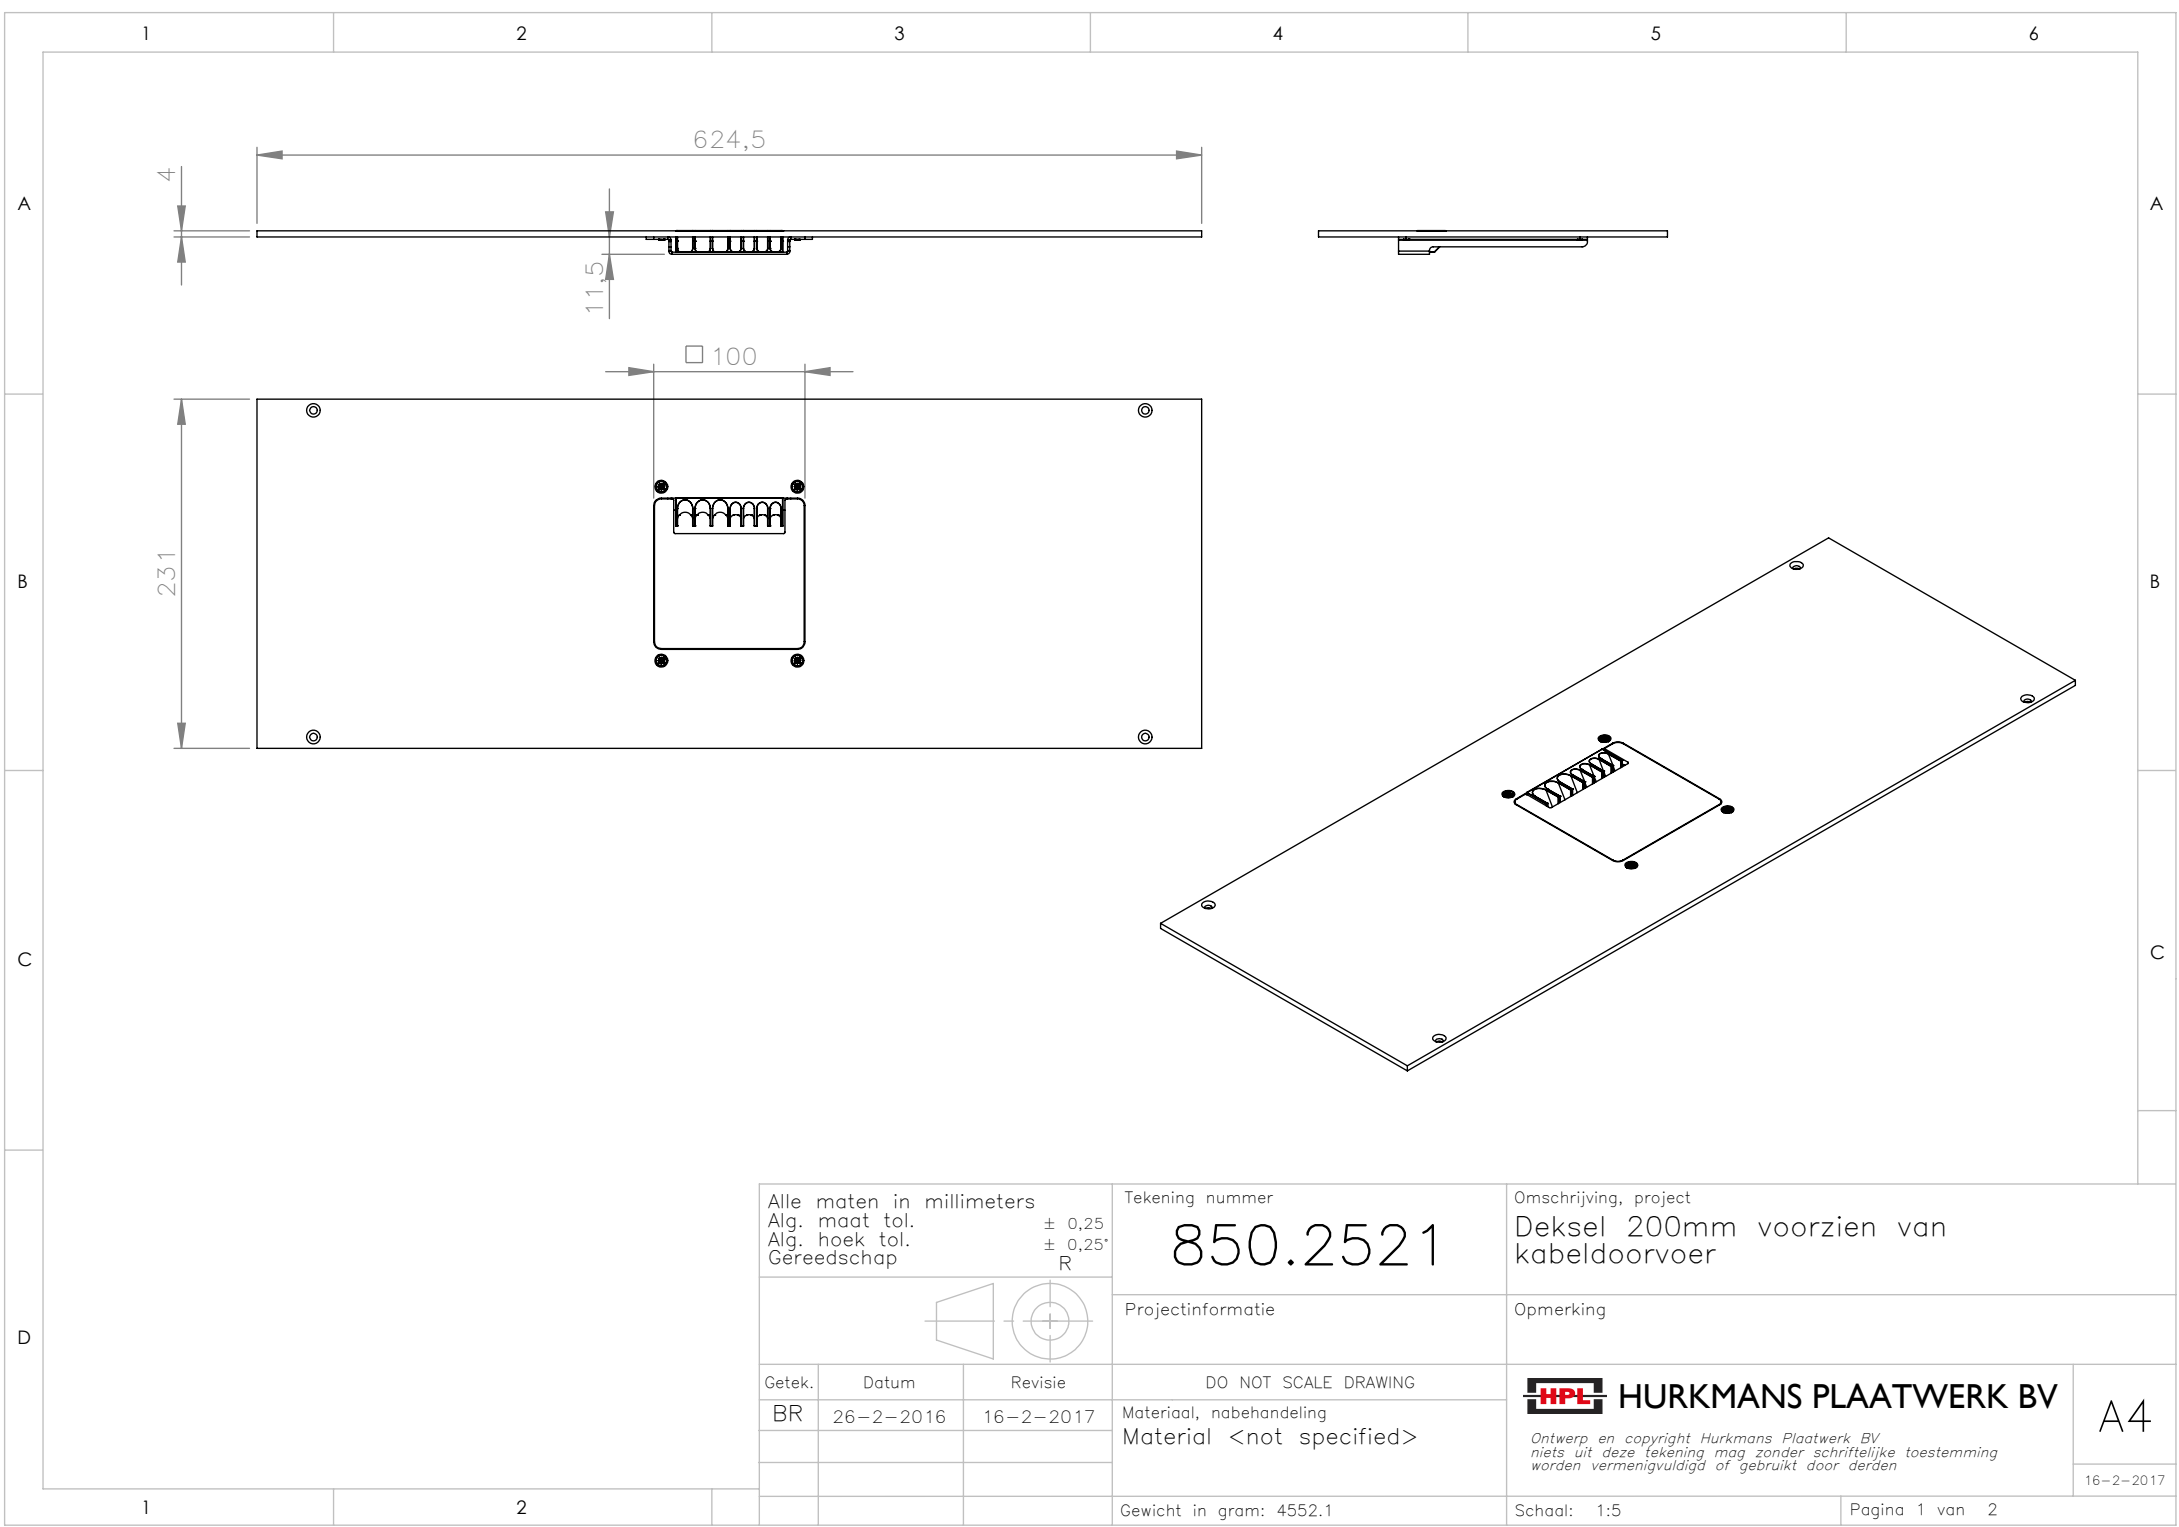 1 2 3 4 5 6
A A
624,5
4
11,5
□ 100
B B
231
C C
D
Alle maten in millimeters
Alg. maat tol. ± 0,25
Alg. hoek tol. ± 0,25°
Gereedschap R
Tekening nummer
850.2521
Omschrijving, project
Deksel 200mm voorzien van
kabeldoorvoer
Projectinformatie
Opmerking
Getek. Datum Revisie
BR 26-2-2016 16-2-2017
DO NOT SCALE DRAWING
Materiaal, nabehandeling
Material <not specified>
HPL HURKMANS PLAATWERK BV
Ontwerp en copyright Hurkmans Plaatwerk BV
niets uit deze tekening mag zonder schriftelijke toestemming
worden vermenigvuldigd of gebruikt door derden
A4
16-2-2017
Gewicht in gram: 4552.1
Schaal: 1:5
Pagina 1 van 2
1 2